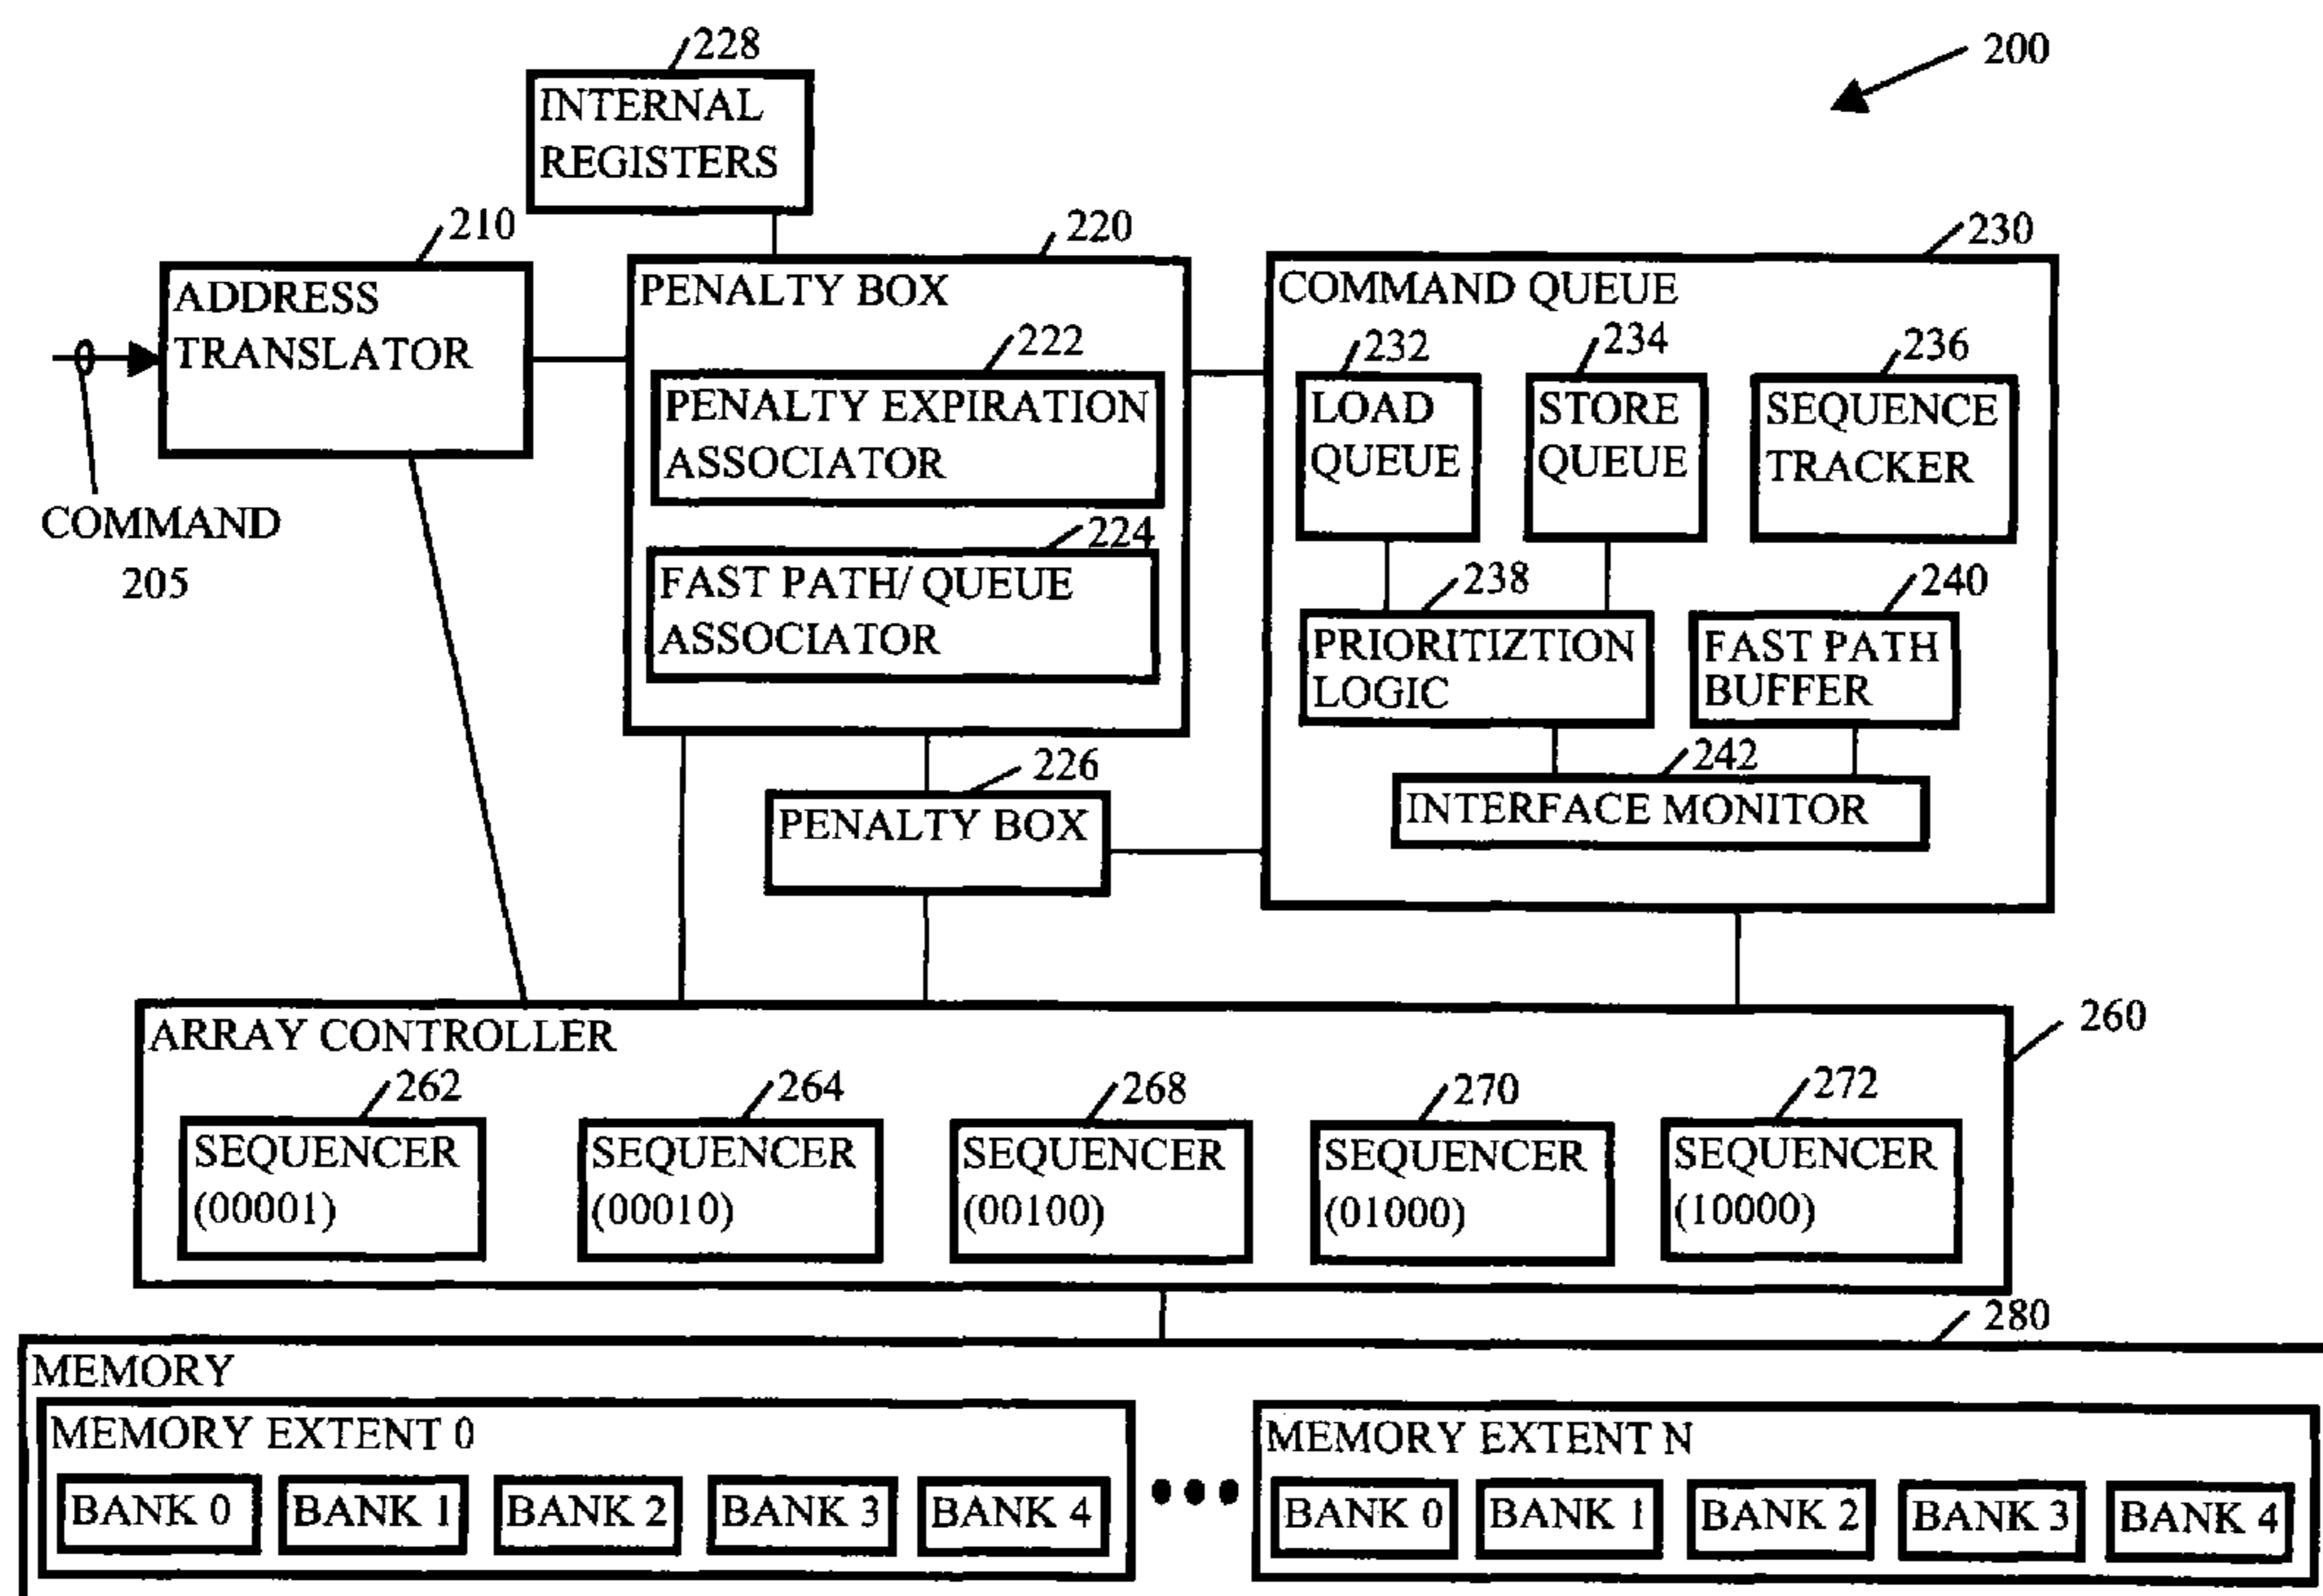 228
200
INTERNAL
REGISTERS
210
220
230
ADDRESS
TRANSLATOR
PENALTY BOX
COMMAND QUEUE
222
232
234
236
PENALTY EXPIRATION
ASSOCIATOR
LOAD
QUEUE
STORE
QUEUE
SEQUENCE
TRACKER
COMMAND
205
224
FAST PATH/ QUEUE
ASSOCIATOR
238
240
PRIORITIZTION
LOGIC
FAST PATH
BUFFER
226
242
PENALTY BOX
INTERFACE MONITOR
ARRAY CONTROLLER
260
262
264
268
270
272
SEQUENCER
(00001)
SEQUENCER
(00010)
SEQUENCER
(00100)
SEQUENCER
(01000)
SEQUENCER
(10000)
280
MEMORY
MEMORY EXTENT 0
BANK 0
BANK 1
BANK 2
BANK 3
BANK 4
MEMORY EXTENT N
BANK 0
BANK 1
BANK 2
BANK 3
BANK 4